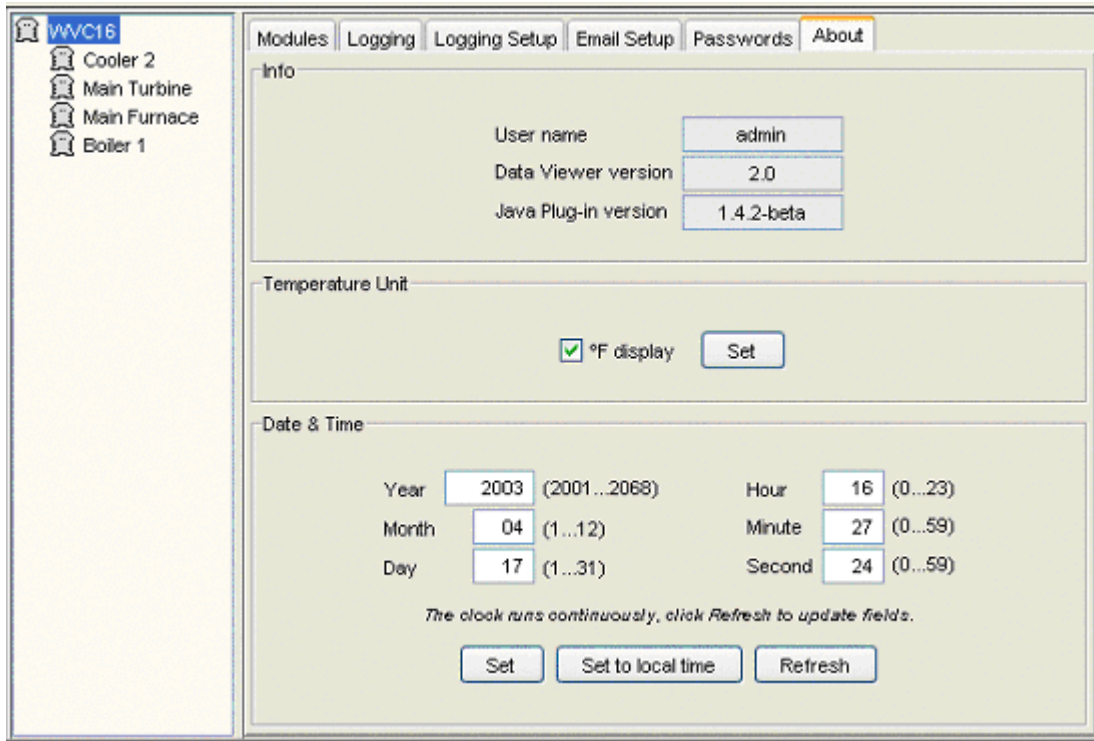 WVC16
Cooler 2
Main Turbine
Main Furnace
Boiler 1
Modules Logging Logging Setup Email Setup Passwords About
Info
User name admin
Data Viewer version 2.0
Java Plug-in version 1.4.2-beta
Temperature Unit
°F display Set
Date & Time
Year 2003 (2001...2068) Hour 16 (0...23)
Month 04 (1...12) Minute 27 (0...59)
Day 17 (1...31) Second 24 (0...59)
The clock runs continuously, click Refresh to update fields.
Set Set to local time Refresh